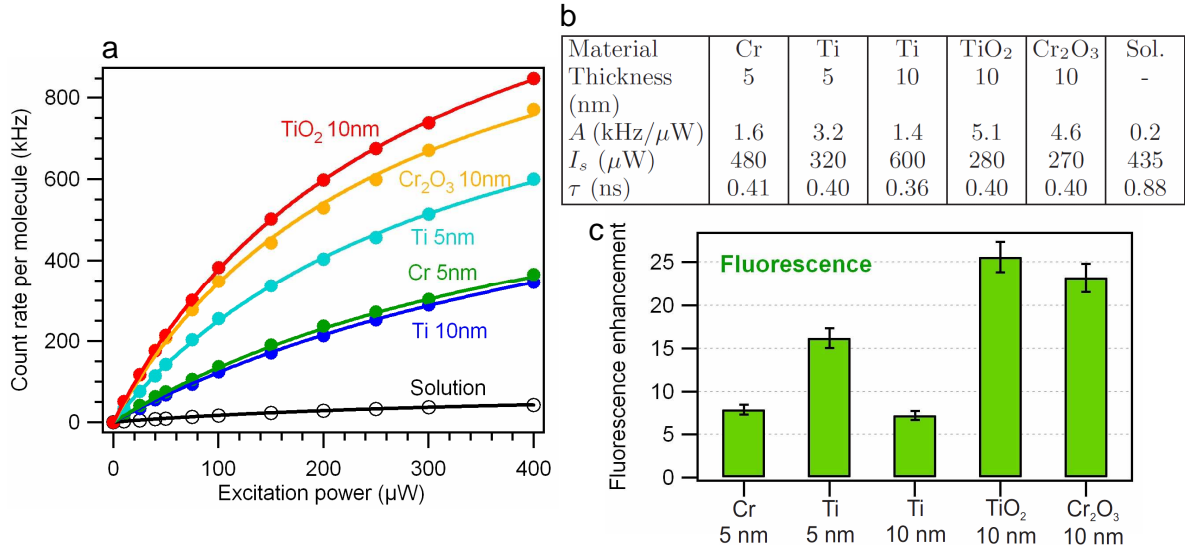 a
Count rate per molecule (kHz)
800
600
400
200
0
TiO₂ 10nm
Cr₂O₃ 10nm
Ti 5nm
Cr 5nm
Ti 10nm
Solution
0 100 200 300 400
Excitation power (µW)
b
Material Cr Ti Ti TiO₂ Cr₂O₃ Sol.
Thickness 5 5 10 10 10 -
(nm)
A (kHz/μW) 1.6 3.2 1.4 5.1 4.6 0.2
Iₛ (μW) 480 320 600 280 270 435
τ (ns) 0.41 0.40 0.36 0.40 0.40 0.88
c
Fluorescence enhancement
Fluorescence
25
20
15
10
5
0
Cr Ti Ti TiO₂ Cr₂O₃
5 nm 5 nm 10 nm 10 nm 10 nm